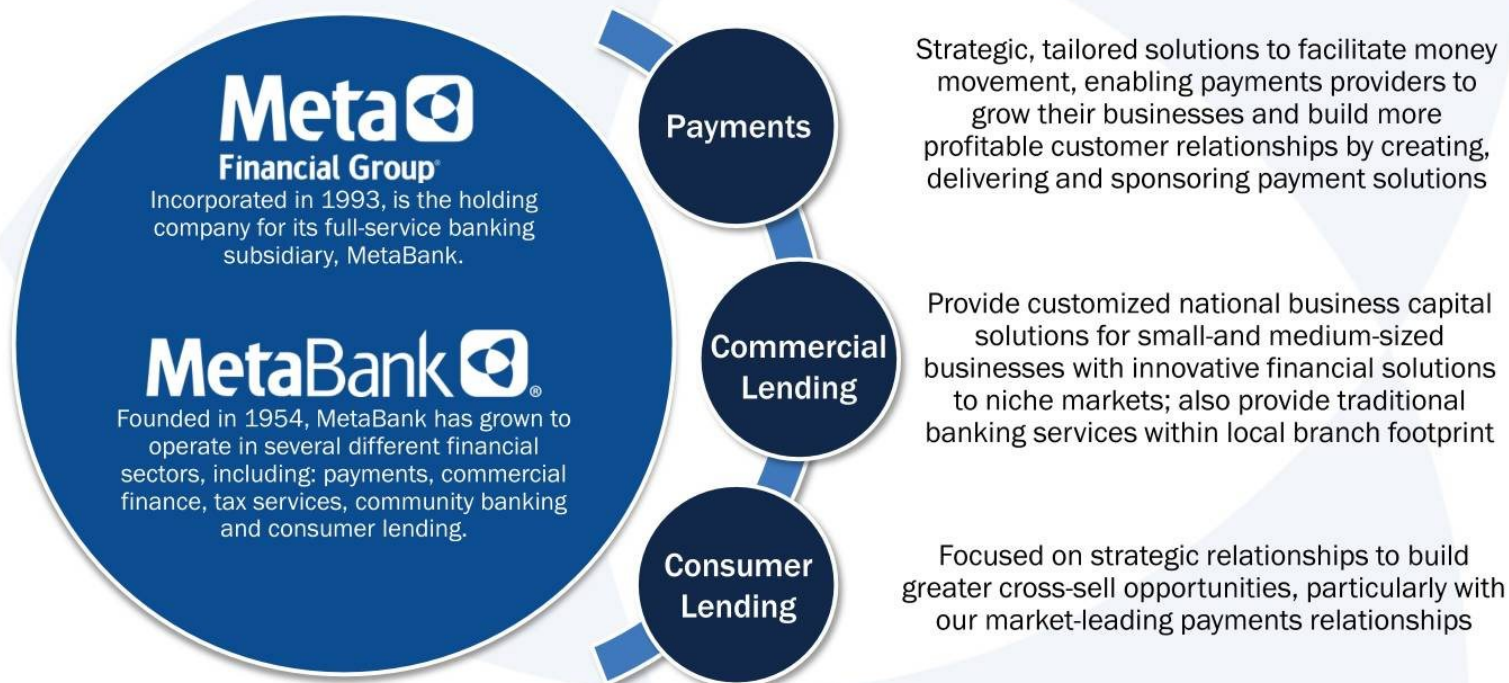 Meta
Financial Group®
Incorporated in 1993, is the holding
company for its full-service banking
subsidiary, MetaBank.
MetaBank®
Founded in 1954, MetaBank has grown to
operate in several different financial
sectors, including: payments, commercial
finance, tax services, community banking
and consumer lending.
Payments
Strategic, tailored solutions to facilitate money
movement, enabling payments providers to
grow their businesses and build more
profitable customer relationships by creating,
delivering and sponsoring payment solutions
Commercial
Lending
Provide customized national business capital
solutions for small-and medium-sized
businesses with innovative financial solutions
to niche markets; also provide traditional
banking services within local branch footprint
Consumer
Lending
Focused on strategic relationships to build
greater cross-sell opportunities, particularly with
our market-leading payments relationships